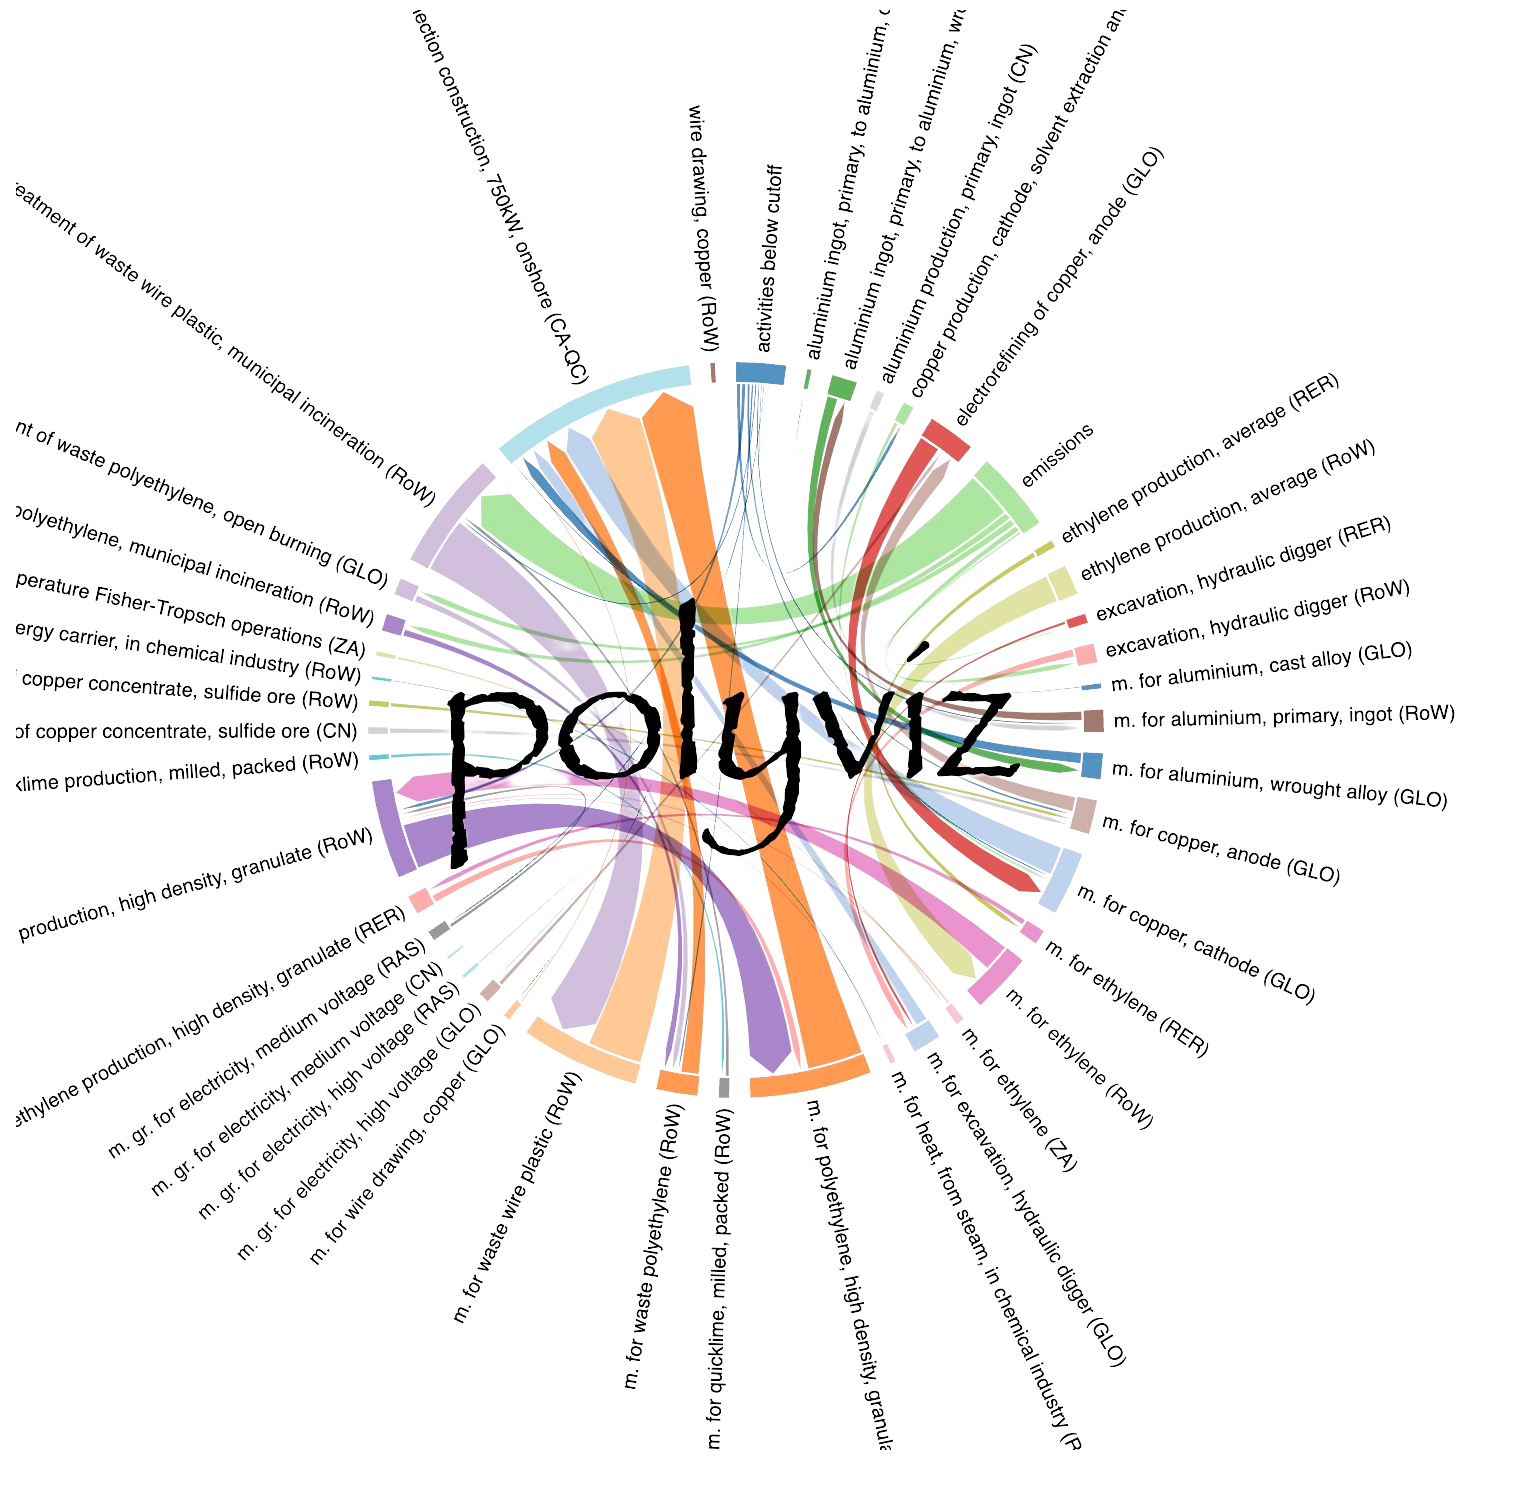 ection construction, 750kW, onshore (CA-QC)
wire drawing, copper (RoW)
activities below cutoff
aluminium ingot, primary, to aluminium,
aluminium ingot, primary, to aluminium,
aluminium production, primary, ingot (CN)
copper production, cathode, solvent extraction
electrorefining of copper, anode (GLO)
emissions
ethylene production, average (RER)
ethylene production, average (RoW)
excavation, hydraulic digger (RER)
excavation, hydraulic digger (RoW)
m. for aluminium, cast alloy (GLO)
m. for aluminium, primary, ingot (RoW)
m. for aluminium, wrought alloy (GLO)
m. for copper, anode (GLO)
m. for copper, cathode (GLO)
m. for ethylene (RER)
m. for ethylene (RoW)
m. for ethylene (ZA)
m. for excavation, hydraulic digger (GLO)
m. for heat, from steam, in chemical industry
m. for polyethylene, high density,
m. for quicklime, milled, packed (RoW)
m. for waste polyethylene (RoW)
m. for waste wire plastic (RoW)
m. for wire drawing, copper (GLO)
m. gr. for electricity, high voltage (GLO)
m. gr. for electricity, high voltage (RAS)
m. gr. for electricity, medium voltage (CN)
m. gr. for electricity, medium voltage (RAS)
ethylene production, high density, granulate (RER)
production, high density, granulate (RoW)
klime production, milled, packed (RoW)
of copper concentrate, sulfide ore (CN)
copper concentrate, sulfide ore (RoW)
ergy carrier, in chemical industry (RoW)
perature Fisher-Tropsch operations (ZA)
polyethylene, municipal incineration (RoW)
nt of waste polyethylene, open burning (GLO)
eatment of waste wire plastic, municipal incineration (RoW)
polyviz